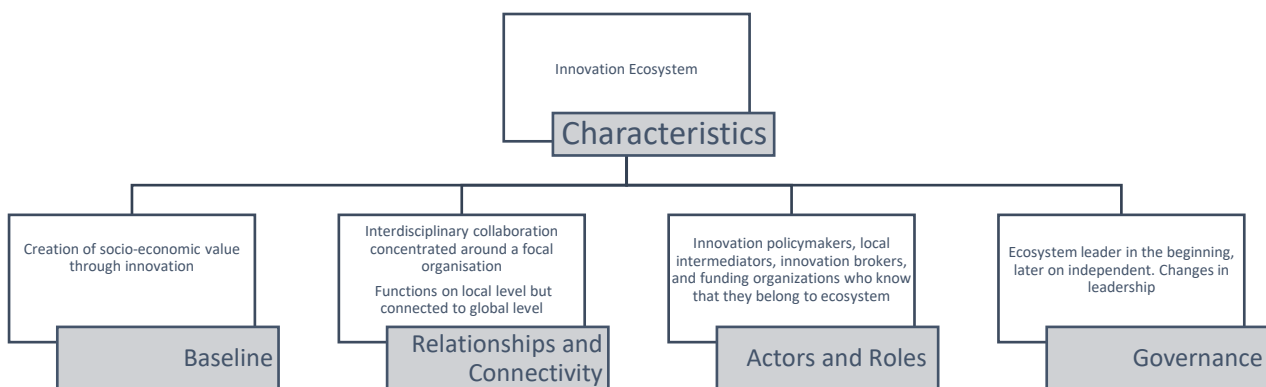 Innovation Ecosystem
Characteristics
Creation of socio-economic value
through innovation
Baseline
Interdisciplinary collaboration
concentrated around a focal
organisation
Functions on local level but
connected to global level
Relationships and
Connectivity
Innovation policymakers, local
intermediators, innovation brokers,
and funding organizations who know
that they belong to ecosystem
Actors and Roles
Ecosystem leader in the beginning,
later on independent. Changes in
leadership
Governance